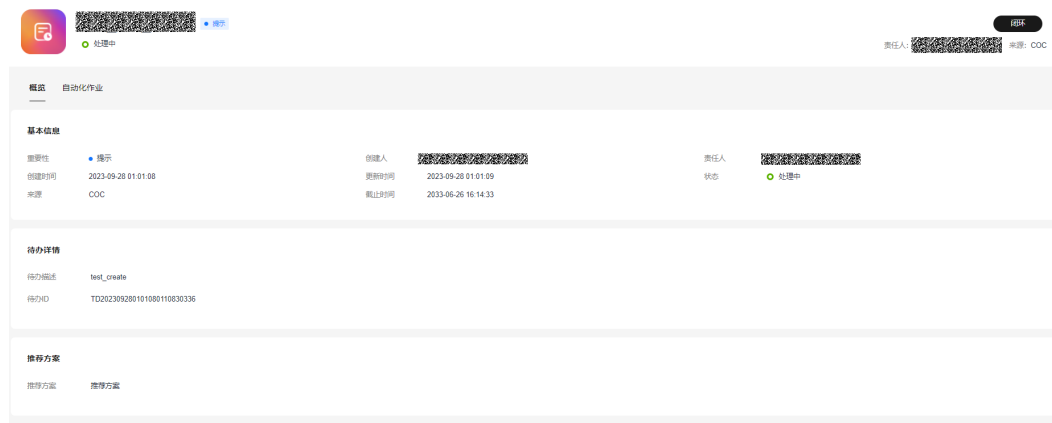 提示
处理中
闭环
责任人:
来源: COC
概览 自动化作业
基本信息
重要性 提示 创建人 责任人
创建时间 2023-09-28 01:01:08 更新时间 2023-09-28 01:01:09 状态 处理中
来源 COC 截止时间 2033-06-26 16:14:33
待办详情
待办描述 test_create
待办ID TD202309280101080110830336
推荐方案
推荐方案 推荐方案